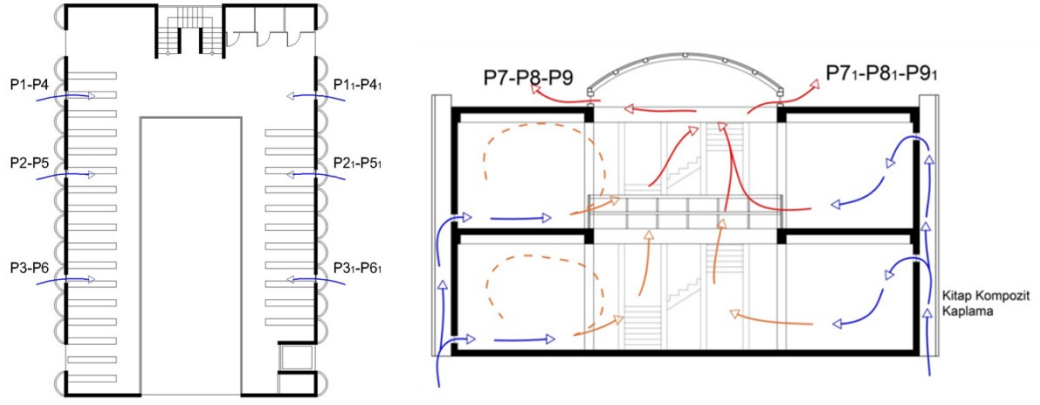 P1-P4
P1₁-P4₁
P2-P5
P2₁-P5₁
P3-P6
P3₁-P6₁
P7-P8-P9
P7₁-P8₁-P9₁
Kitap Kompozit
Kaplama